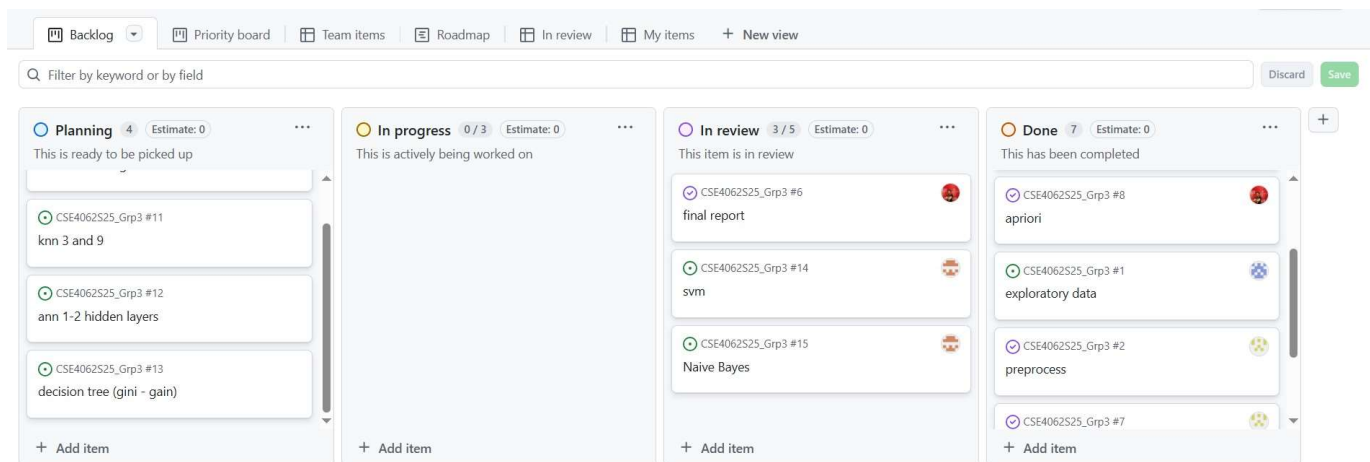 Backlog
Priority board
Team items
Roadmap
In review
My items
+ New view
Filter by keyword or by field
Discard
Save
Planning 4 Estimate: 0 ...
This is ready to be picked up
CSE4062S25_Grp3 #11
knn 3 and 9
CSE4062S25_Grp3 #12
ann 1-2 hidden layers
CSE4062S25_Grp3 #13
decision tree (gini - gain)
+ Add item
In progress 0 / 3 Estimate: 0 ...
This is actively being worked on
+ Add item
In review 3 / 5 Estimate: 0 ...
This item is in review
CSE4062S25_Grp3 #6
final report
CSE4062S25_Grp3 #14
svm
CSE4062S25_Grp3 #15
Naive Bayes
+ Add item
Done 7 Estimate: 0 ...
This has been completed
CSE4062S25_Grp3 #8
apriori
CSE4062S25_Grp3 #1
exploratory data
CSE4062S25_Grp3 #2
preprocess
CSE4062S25_Grp3 #7
+ Add item
+